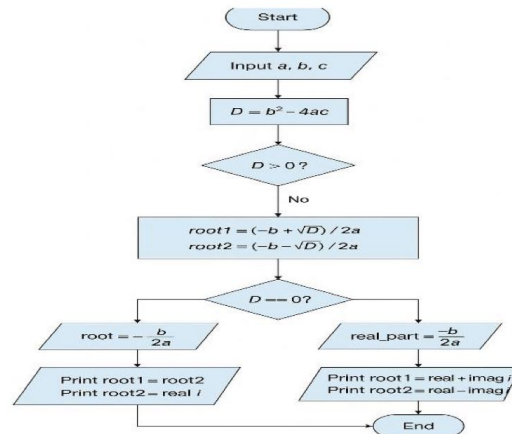 Start
Input a, b, c
D = b² − 4ac
D > 0 ?
No
root1 = (−b + √D) / 2a
root2 = (−b − √D) / 2a
D == 0?
root = − b/2a
real_part = −b/2a
Print root1 = root2
Print root2 = real i
Print root1 = real + imag i
Print root2 = real − imag i
End